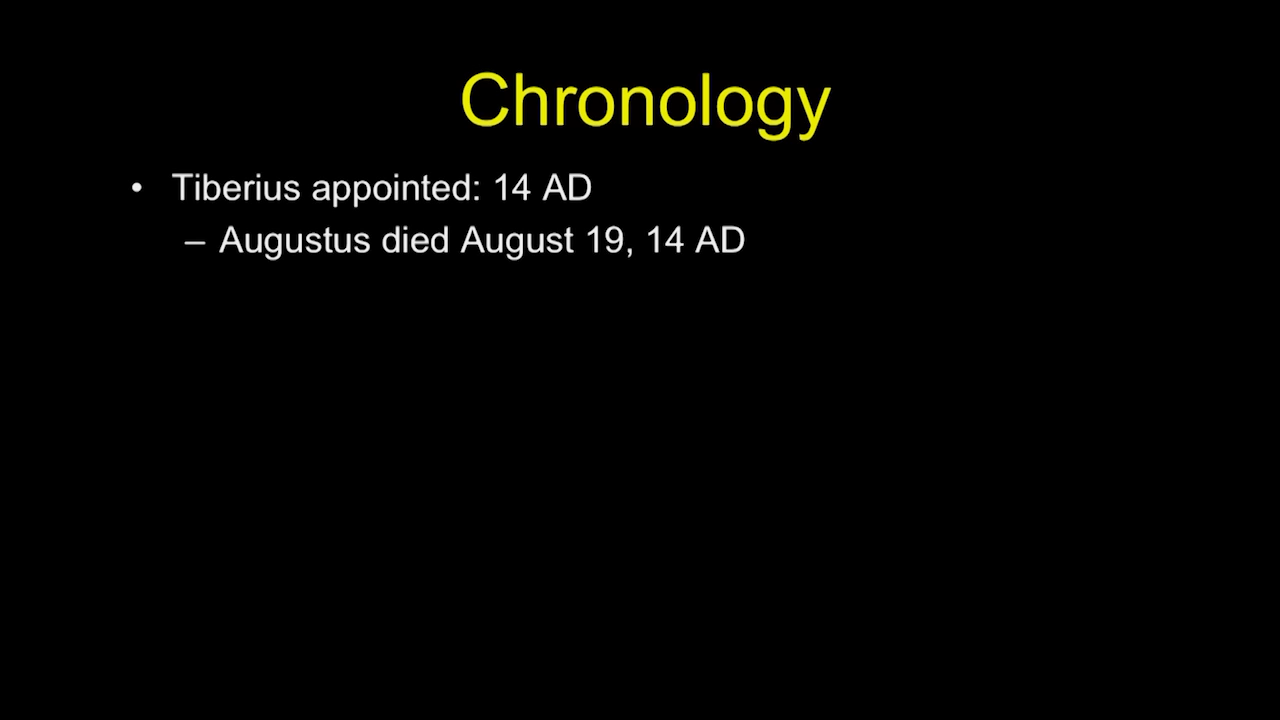 Chronology
• Tiberius appointed: 14 AD
– Augustus died August 19, 14 AD